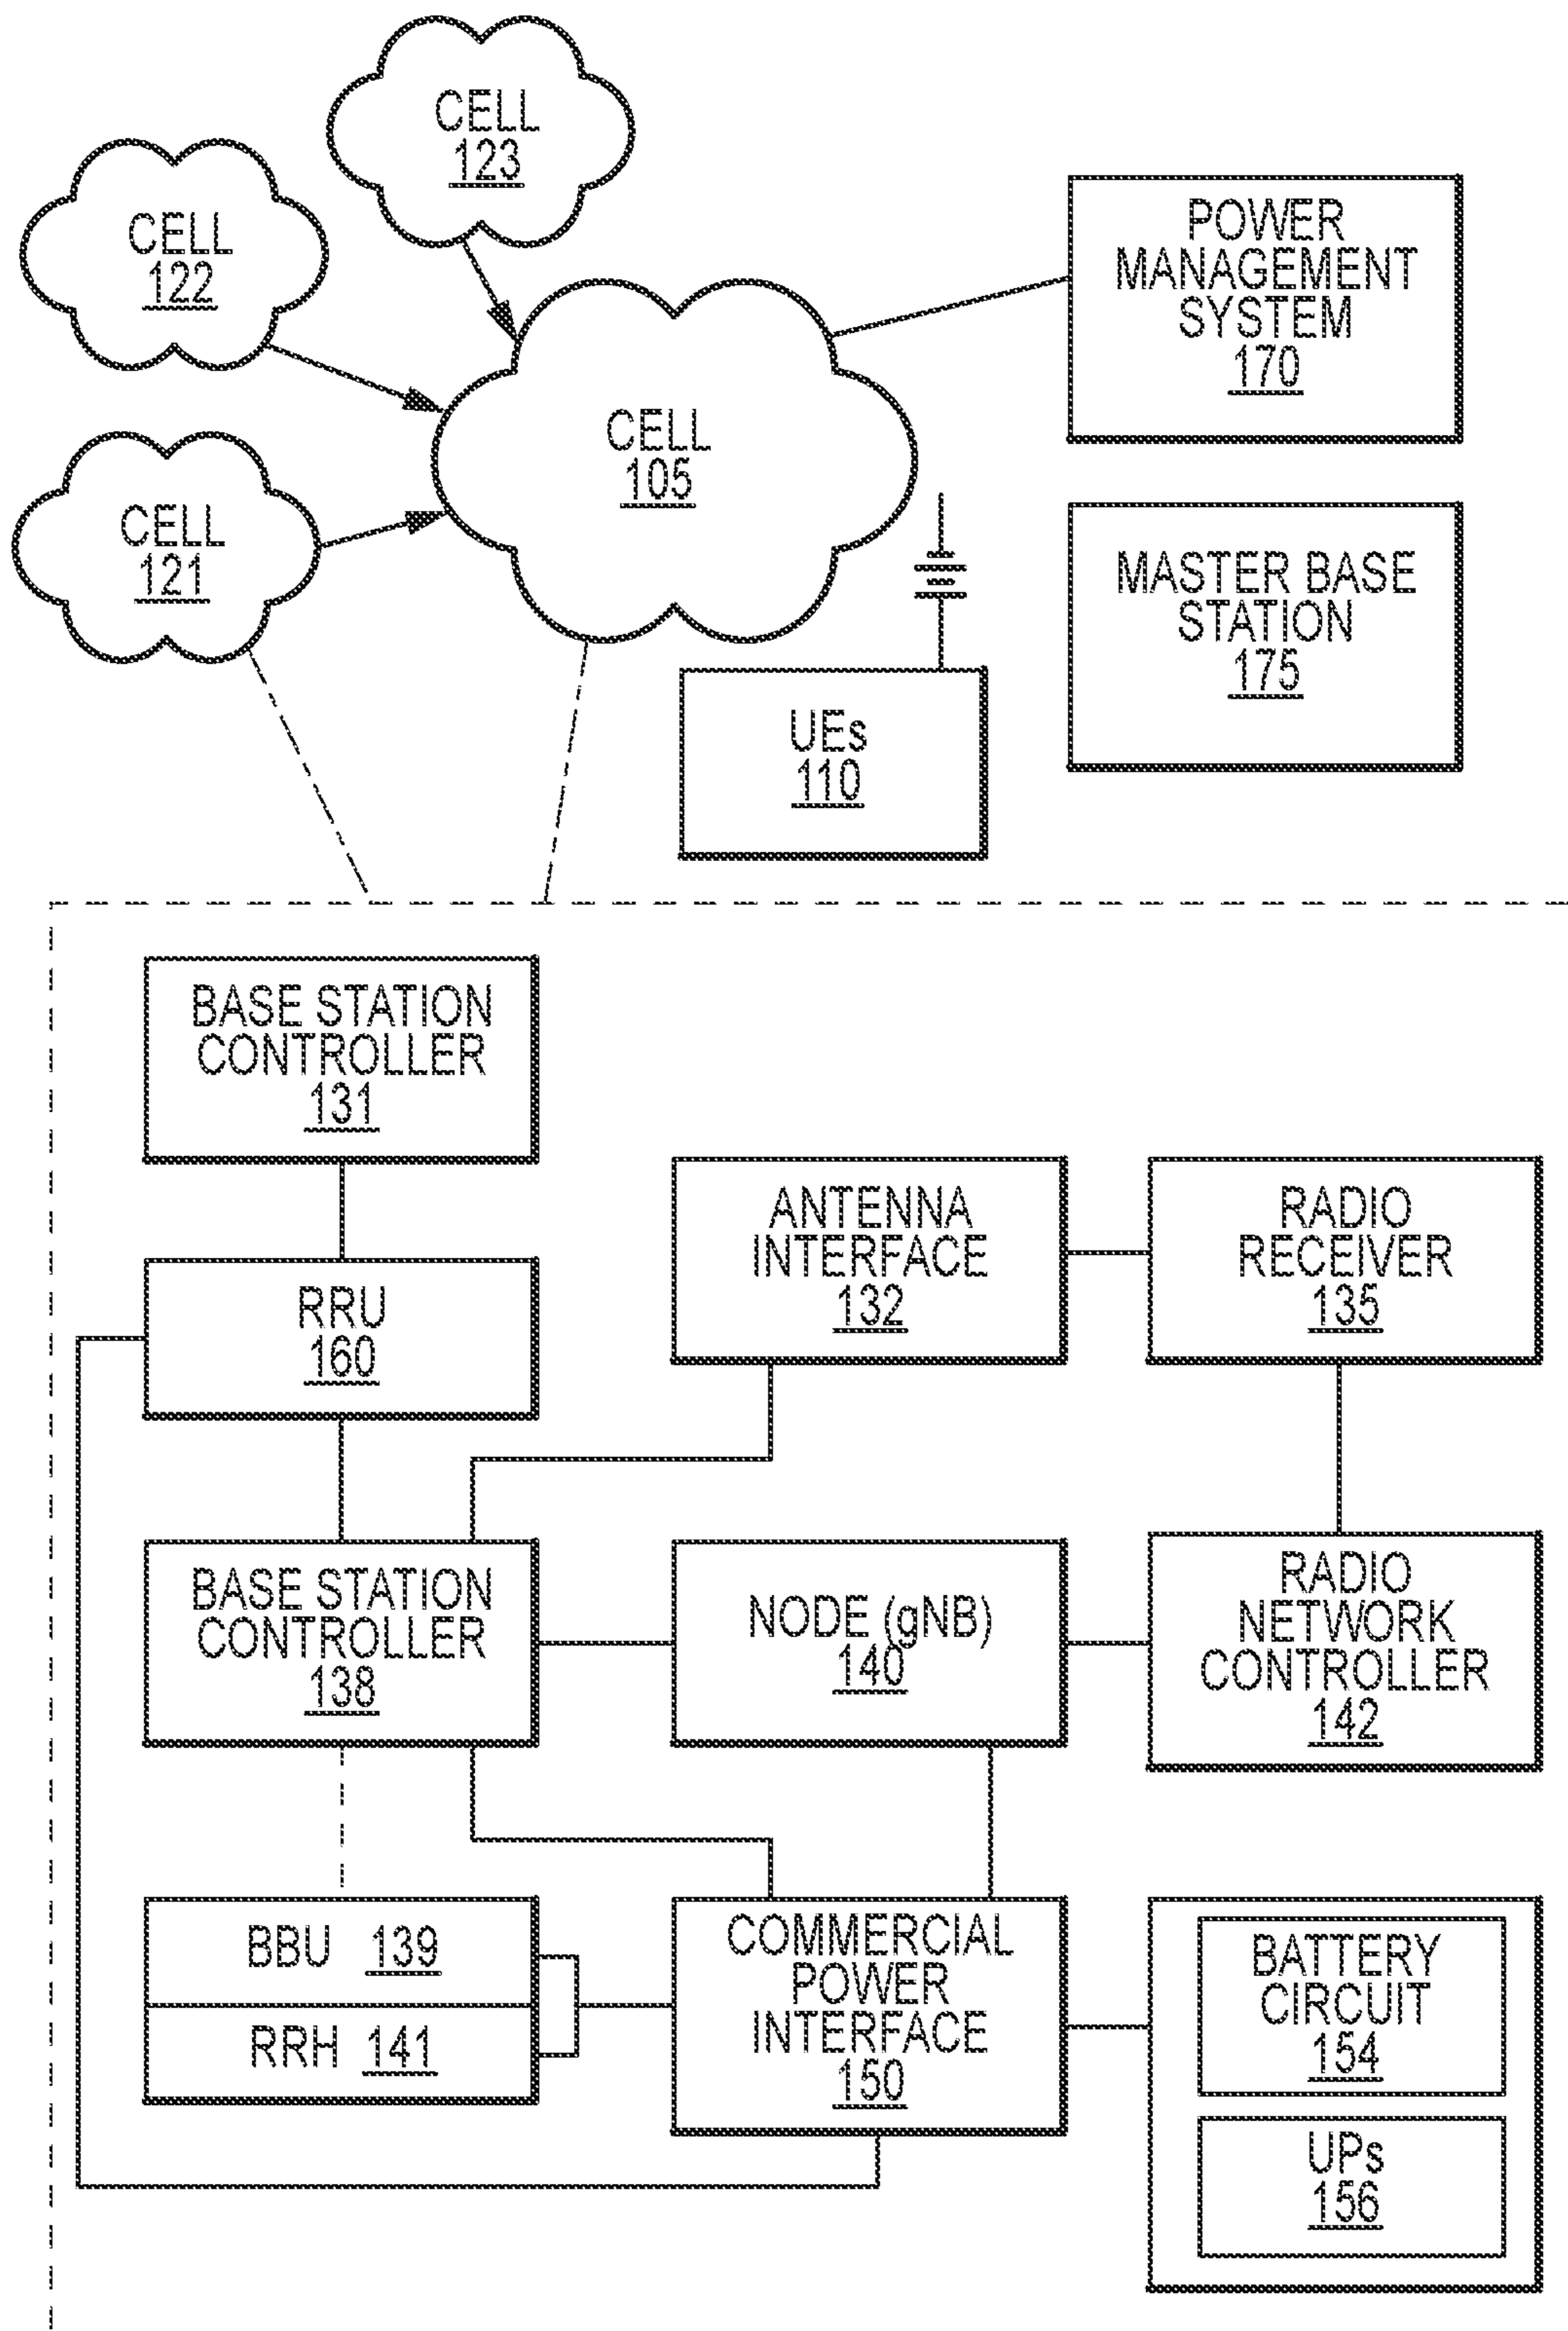 CELL
123
CELL
122
POWER
MANAGEMENT
SYSTEM
170
CELL
105
CELL
121
MASTER BASE
STATION
175
UEs
110
BASE STATION
CONTROLLER
131
ANTENNA
INTERFACE
132
RADIO
RECEIVER
135
RRU
160
BASE STATION
CONTROLLER
138
NODE (gNB)
140
RADIO
NETWORK
CONTROLLER
142
BBU 139
RRH 141
COMMERCIAL
POWER
INTERFACE
150
BATTERY
CIRCUIT
154
UPs
156